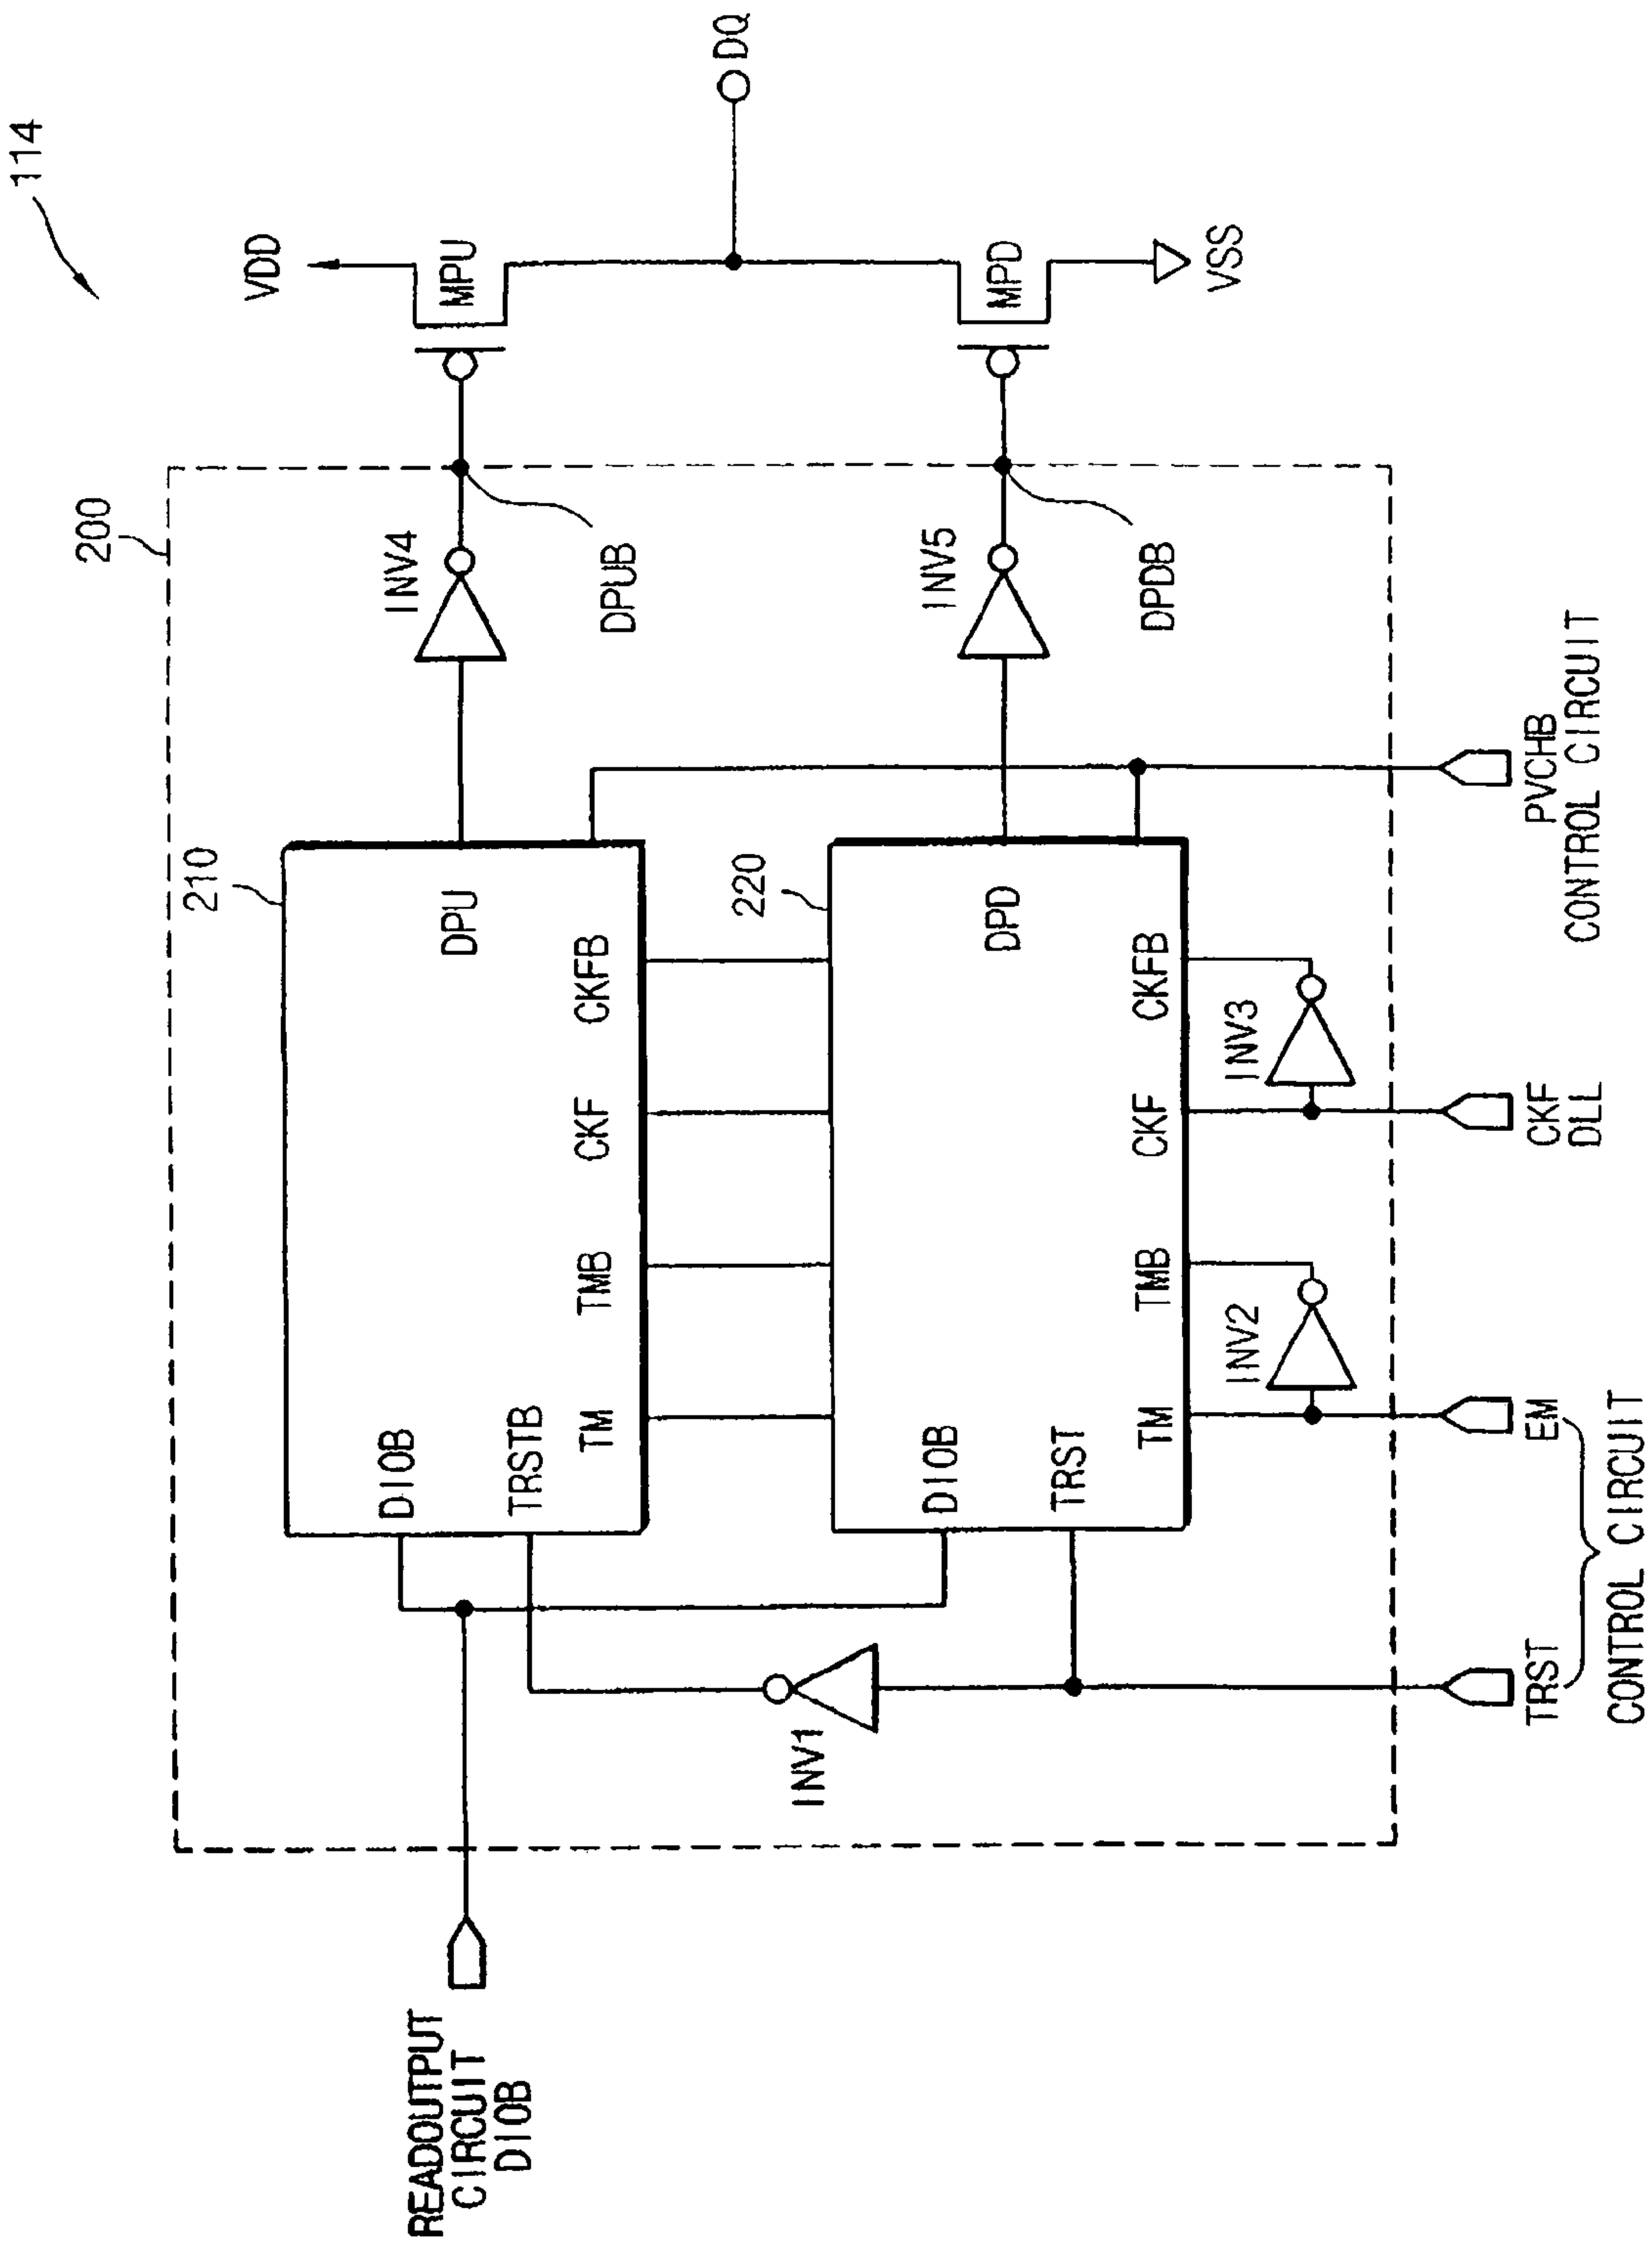 114
200
VDD
210
INV4
MPU
DIOB
DPU
TRSTB
DPUB
TM
TMB
CKF
CKFB
DQ
READOUTPUT
CIRCUIT
DIOB
220
INV1
INV5
MPD
DIOB
DPD
TRST
DPDB
TM
TMB
CKF
CKFB
VSS
INV2
INV3
TRST
EM
CONTROL CIRCUIT
CKF
DLL
PVCHB
CONTROL CIRCUIT